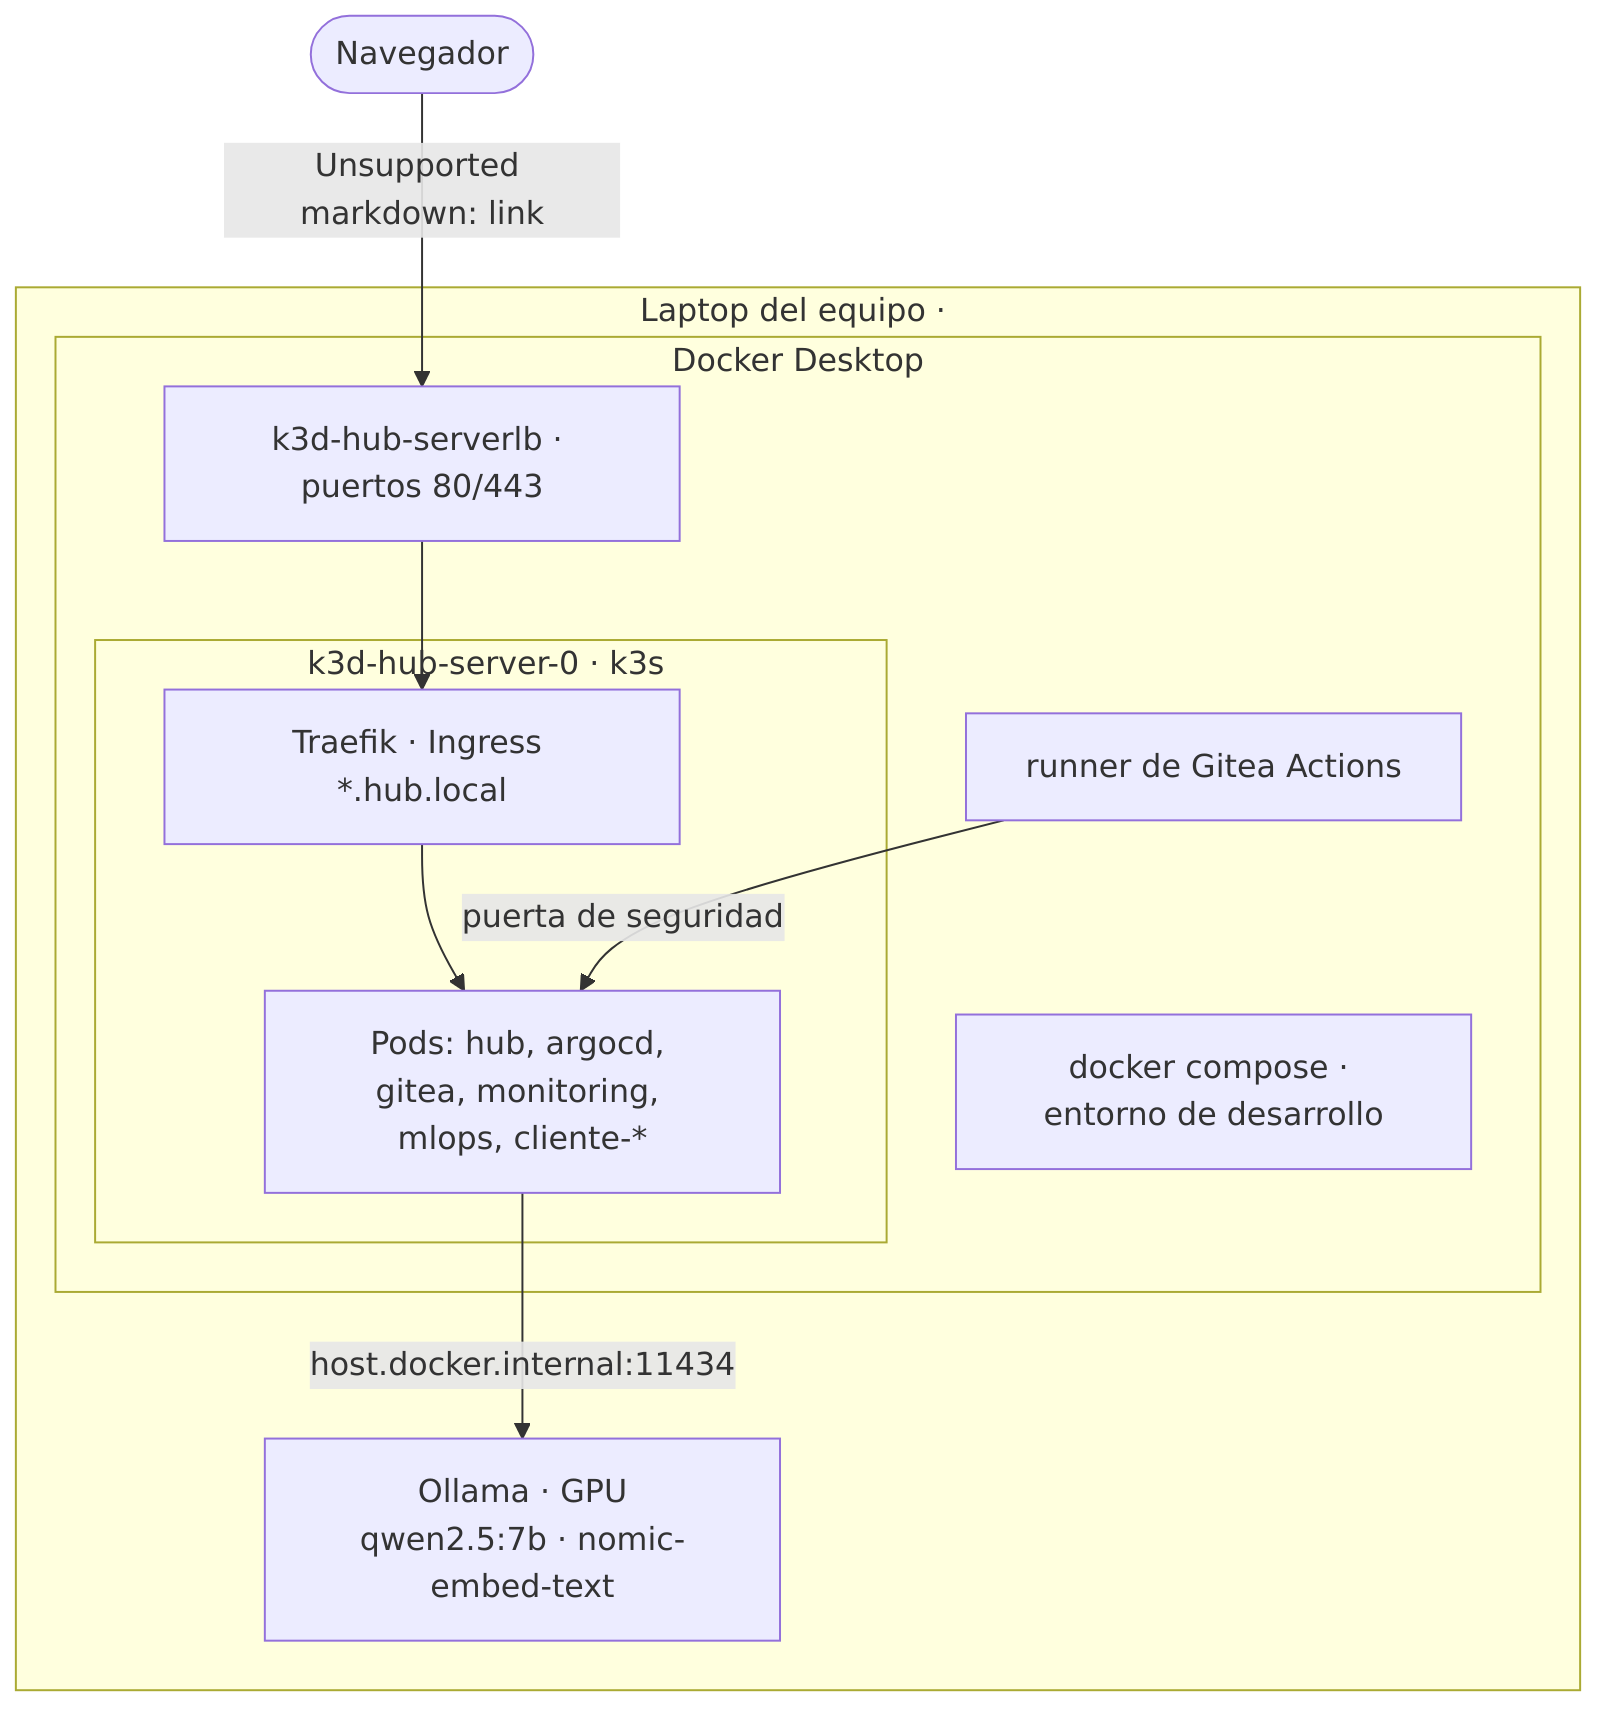 Navegador
Unsupported
markdown: link
Laptop del equipo ·
Docker Desktop
k3d-hub-serverlb ·
puertos 80/443
k3d-hub-server-0 · k3s
Traefik · Ingress
*.hub.local
runner de Gitea Actions
puerta de seguridad
Pods: hub, argocd,
gitea, monitoring,
mlops, cliente-*
docker compose ·
entorno de desarrollo
host.docker.internal:11434
Ollama · GPU
qwen2.5:7b · nomic-
embed-text